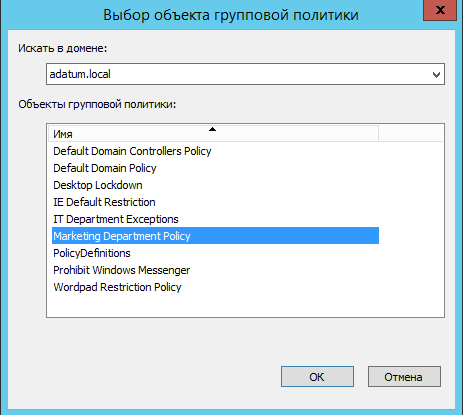 Выбор объекта групповой политики
x
Искать в домене:
adatum.local
Объекты групповой политики:
Имя
Default Domain Controllers Policy
Default Domain Policy
Desktop Lockdown
IE Default Restriction
IT Department Exceptions
Marketing Department Policy
PolicyDefinitions
Prohibit Windows Messenger
Wordpad Restriction Policy
ОК
Отмена